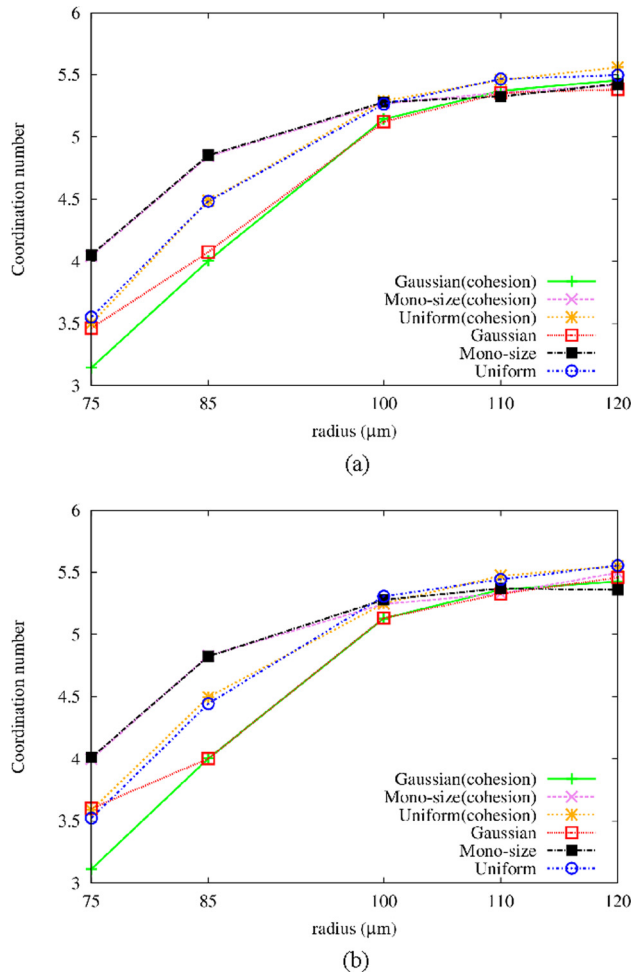 6
5.5
5
4.5
4
3.5
3
Coordination number
Gaussian(cohesion)
Mono-size(cohesion)
Uniform(cohesion)
Gaussian
Mono-size
Uniform
75 85 100 110 120
radius (μm)
(a)
6
5.5
5
4.5
4
3.5
3
Coordination number
Gaussian(cohesion)
Mono-size(cohesion)
Uniform(cohesion)
Gaussian
Mono-size
Uniform
75 85 100 110 120
radius (μm)
(b)